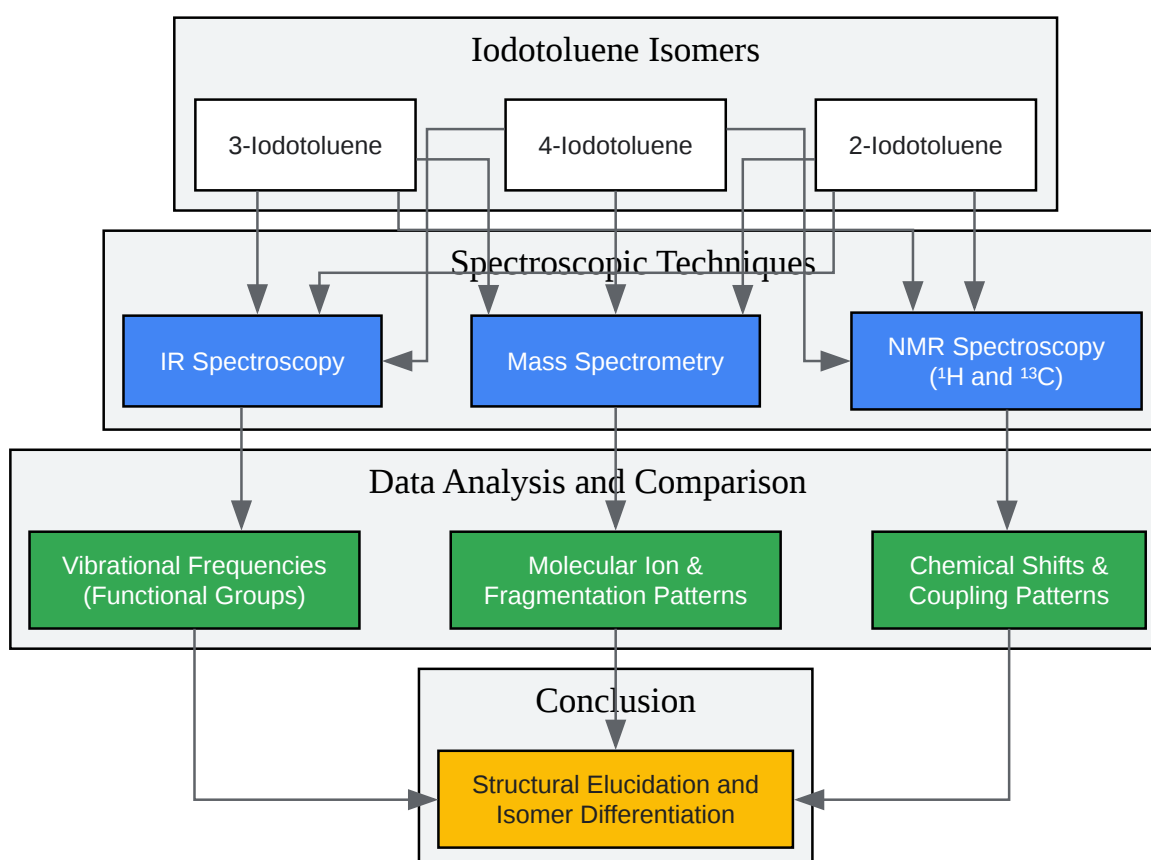 Iodotoluene Isomers
3-Iodotoluene
4-Iodotoluene
2-Iodotoluene
Spectroscopic Techniques
IR Spectroscopy
Mass Spectrometry
NMR Spectroscopy
(¹H and ¹³C)
Data Analysis and Comparison
Vibrational Frequencies
(Functional Groups)
Molecular Ion &
Fragmentation Patterns
Chemical Shifts &
Coupling Patterns
Conclusion
Structural Elucidation and
Isomer Differentiation